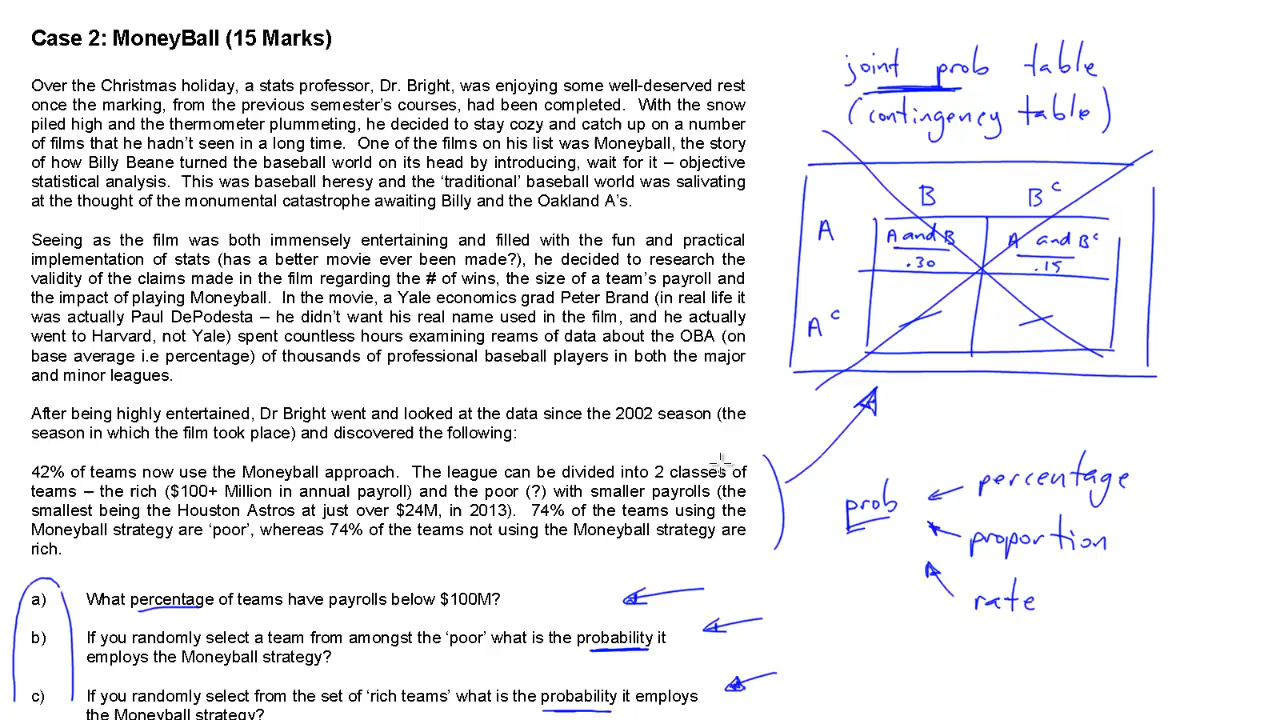 Case 2: MoneyBall (15 Marks)
Over the Christmas holiday, a stats professor, Dr. Bright, was enjoying some well-deserved rest
once the marking, from the previous semester's courses, had been completed. With the snow
piled high and the thermometer plummeting, he decided to stay cozy and catch up on a number
of films that he hadn't seen in a long time. One of the films on his list was Moneyball, the story
of how Billy Beane turned the baseball world on its head by introducing, wait for it – objective
statistical analysis. This was baseball heresy and the 'traditional' baseball world was salivating
at the thought of the monumental catastrophe awaiting Billy and the Oakland A's.
Seeing as the film was both immensely entertaining and filled with the fun and practical
implementation of stats (has a better movie ever been made?), he decided to research the
validity of the claims made in the film regarding the # of wins, the size of a team's payroll and
the impact of playing Moneyball. In the movie, a Yale economics grad Peter Brand (in real life it
was actually Paul DePodesta – he didn't want his real name used in the film, and he actually
went to Harvard, not Yale) spent countless hours examining reams of data about the OBA (on
base average i.e percentage) of thousands of professional baseball players in both the major
and minor leagues.
After being highly entertained, Dr Bright went and looked at the data since the 2002 season (the
season in which the film took place) and discovered the following:
42% of teams now use the Moneyball approach. The league can be divided into 2 classes of
teams – the rich ($100+ Million in annual payroll) and the poor (?) with smaller payrolls (the
smallest being the Houston Astros at just over $24M, in 2013). 74% of the teams using the
Moneyball strategy are 'poor', whereas 74% of the teams not using the Moneyball strategy are
rich.
a) What percentage of teams have payrolls below $100M?
b) If you randomly select a team from amongst the 'poor' what is the probability it
employs the Moneyball strategy?
c) If you randomly select from the set of 'rich teams' what is the probability it employs
the Moneyball strategy?
joint prob table
(contingency table)
B Bᶜ
A A and B A and Bᶜ
.30 .15
Aᶜ
prob percentage
proportion
rate